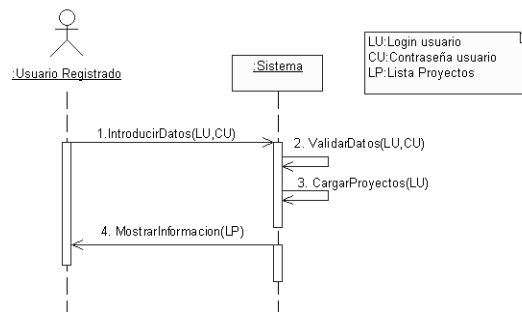 :Usuario Registrado
:Sistema
LU:Login usuario
CU:Contraseña usuario
LP:Lista Proyectos
1.IntroducirDatos(LU,CU)
2. ValidarDatos(LU,CU)
3. CargarProyectos(LU)
4. MostrarInformacion(LP)